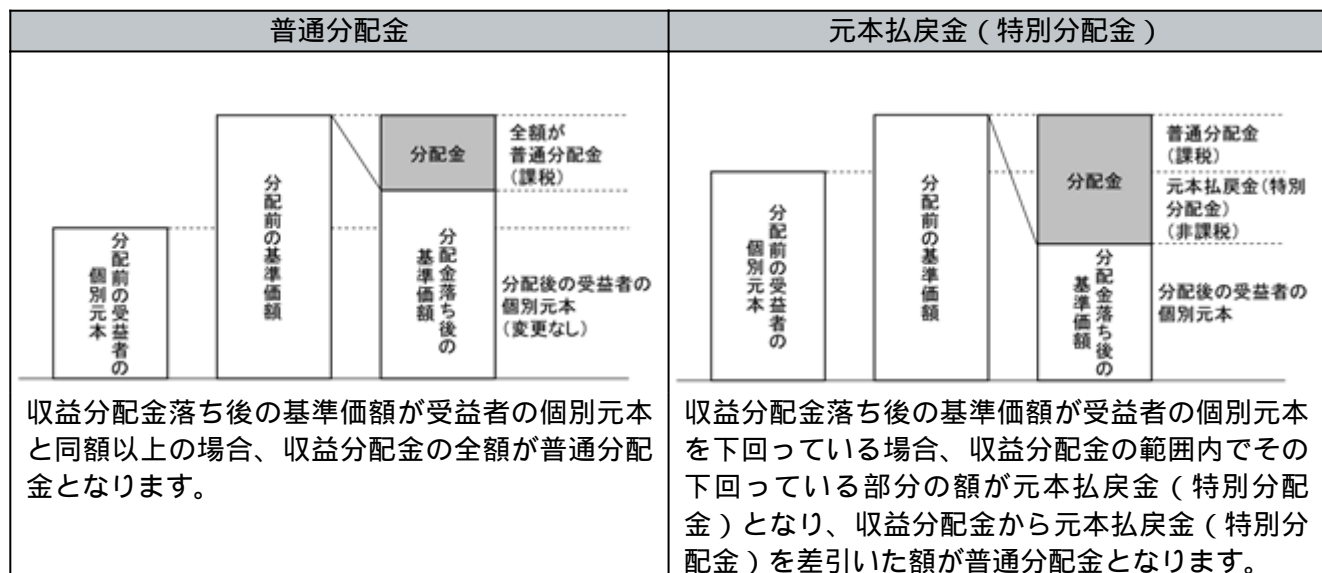 普通分配金
分配前の受益者の
個別元本
分配前の基準価額
分配金
分配金落ち後の
基準価額
全額が
普通分配金
(課税)
分配後の受益者の
個別元本
(変更なし)
収益分配金落ち後の基準価額が受益者の個別元本
と同額以上の場合、収益分配金の全額が普通分配
金となります。
元本払戻金（特別分配金）
分配前の受益者の
個別元本
分配前の基準価額
分配金
分配金落ち後の
基準価額
普通分配金
(課税)
元本払戻金(特別
分配金)
(非課税)
分配後の受益者の
個別元本
収益分配金落ち後の基準価額が受益者の個別元本
を下回っている場合、収益分配金の範囲内でその
下回っている部分の額が元本払戻金（特別分配
金）となり、収益分配金から元本払戻金（特別分
配金）を差引いた額が普通分配金となります。